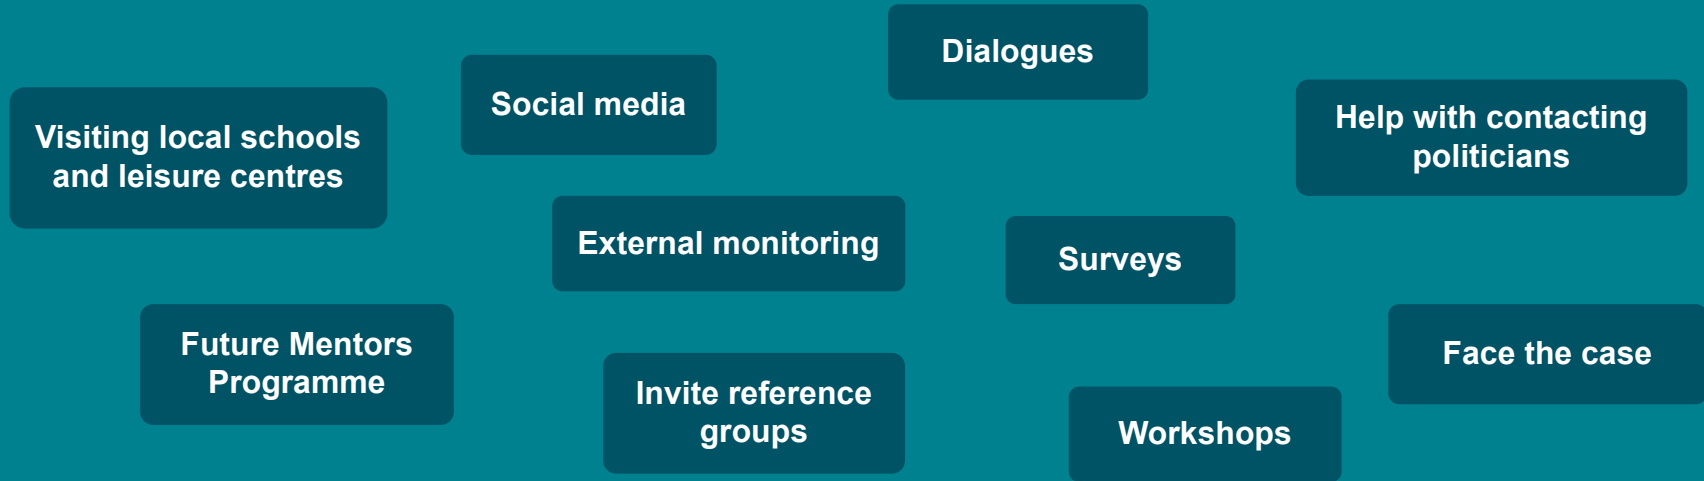 Dialogues
Social media
Visiting local schools
and leisure centres
Help with contacting
politicians
External monitoring
Surveys
Future Mentors
Programme
Face the case
Invite reference
groups
Workshops